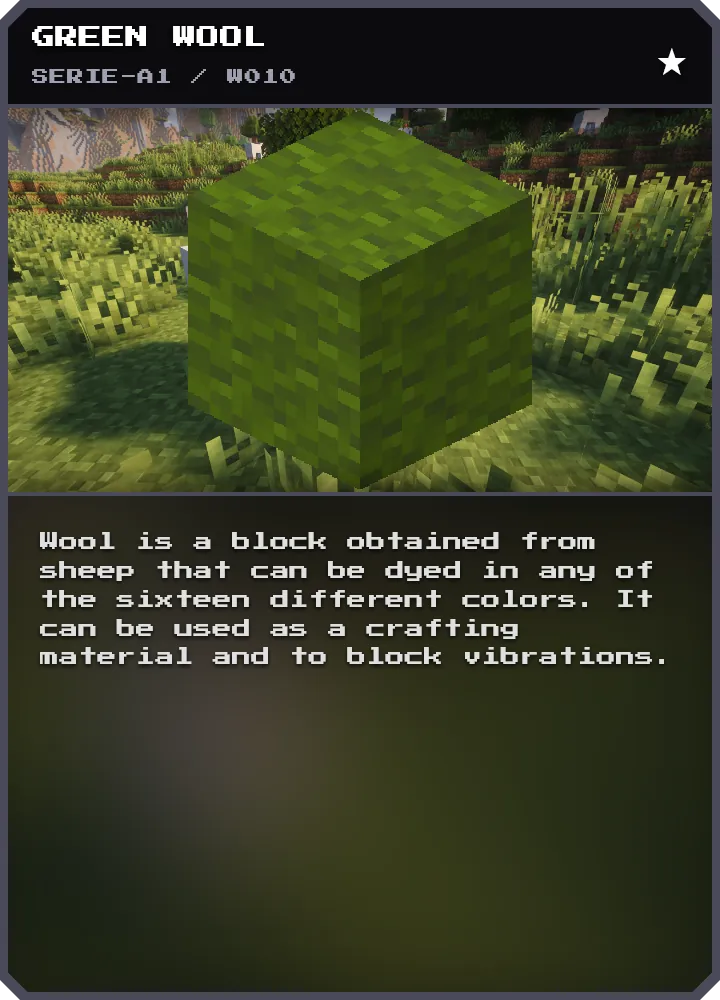 GREEN WOOL
SERIE-A1 / W010
Wool is a block obtained from
sheep that can be dyed in any of
the sixteen different colors. It
can be used as a crafting
material and to block vibrations.